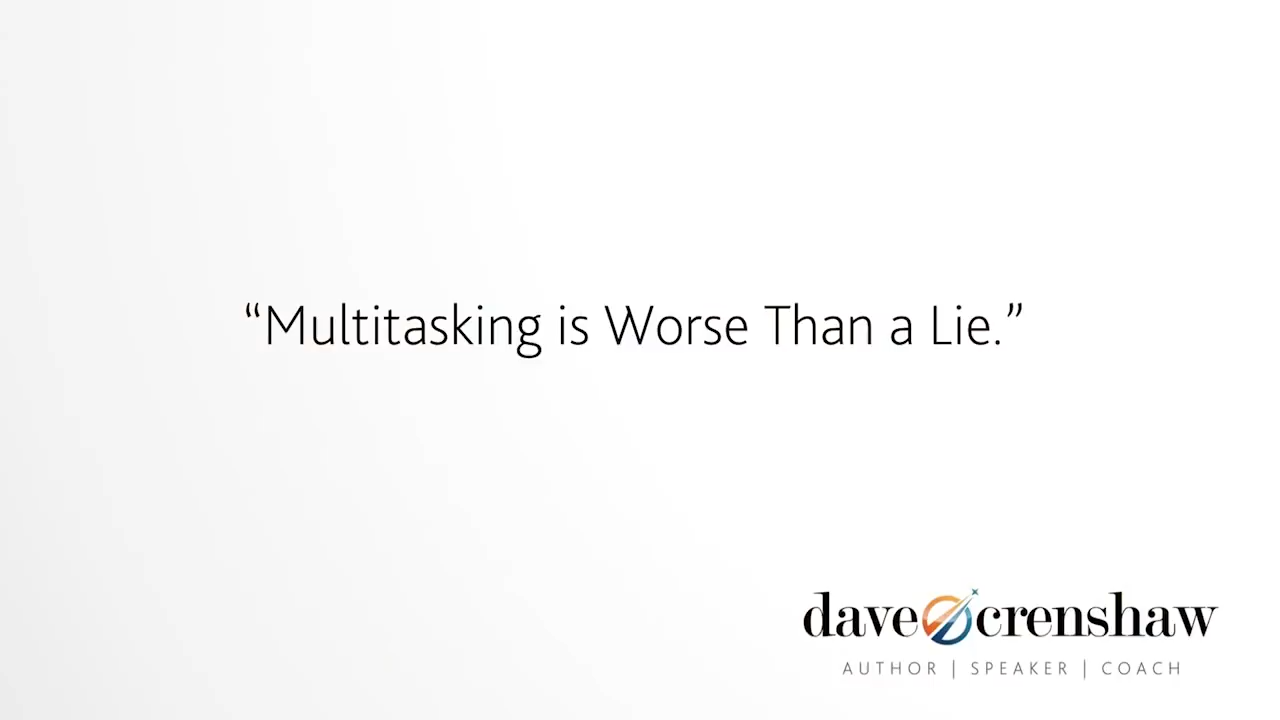 “Multitasking is Worse Than a Lie.”
dave crenshaw
AUTHOR | SPEAKER | COACH